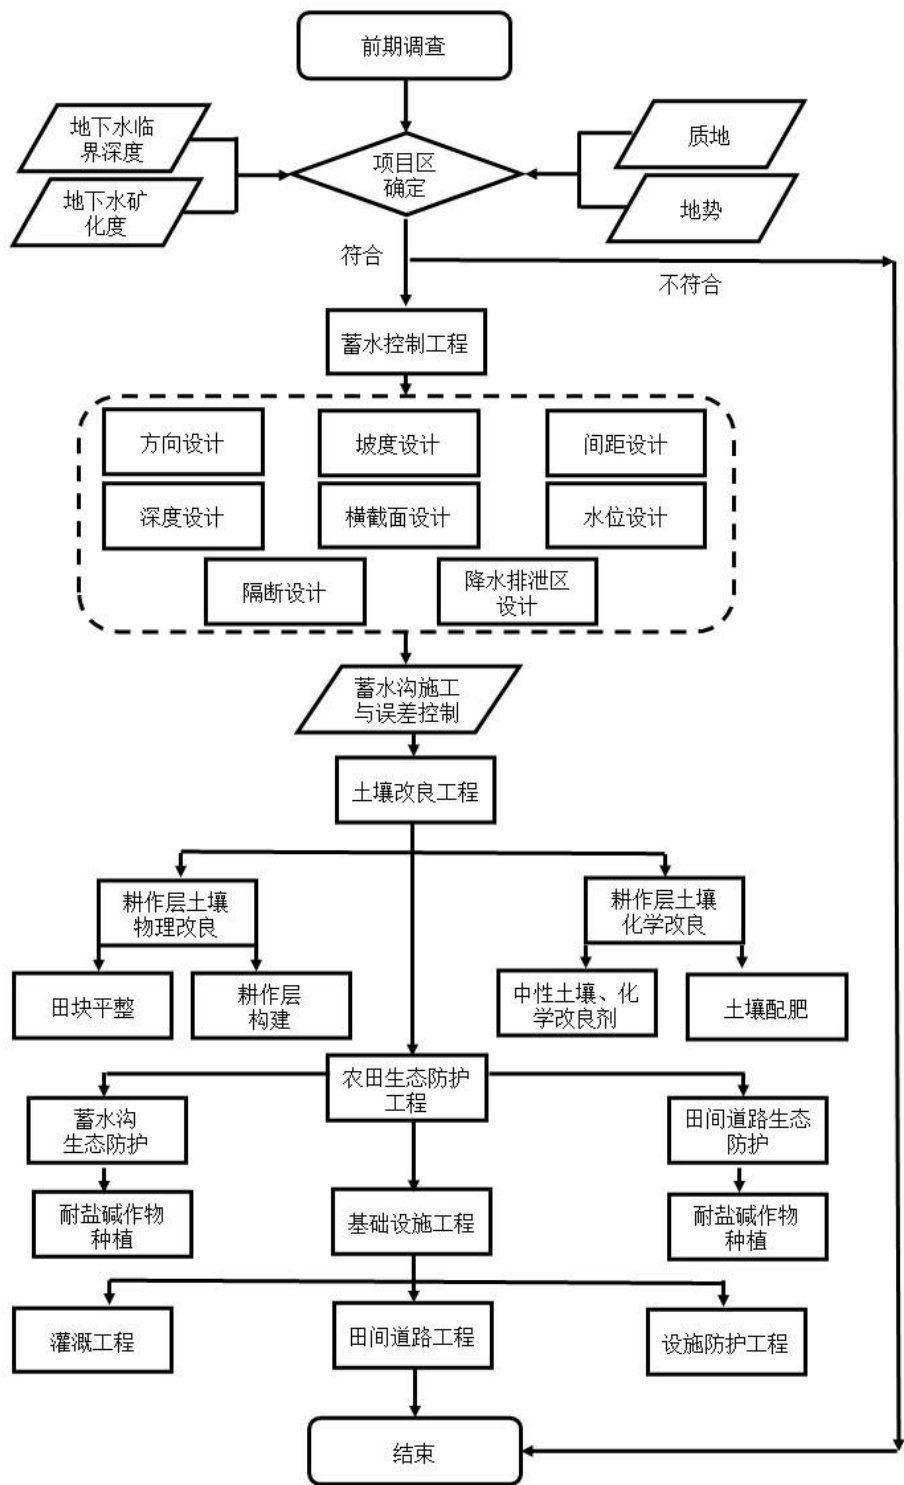 前期调查
地下水临
界深度
地下水矿
化度
项目区
确定
质地
地势
符合
不符合
蓄水控制工程
方向设计
坡度设计
间距设计
深度设计
横截面设计
水位设计
隔断设计
降水排泄区
设计
蓄水沟施工
与误差控制
土壤改良工程
耕作层土壤
物理改良
耕作层土壤
化学改良
田块平整
耕作层
构建
中性土壤、化
学改良剂
土壤配肥
农田生态防护
工程
蓄水沟
生态防护
田间道路生态
防护
耐盐碱作物
种植
基础设施工程
耐盐碱作物
种植
灌溉工程
田间道路工程
设施防护工程
结束